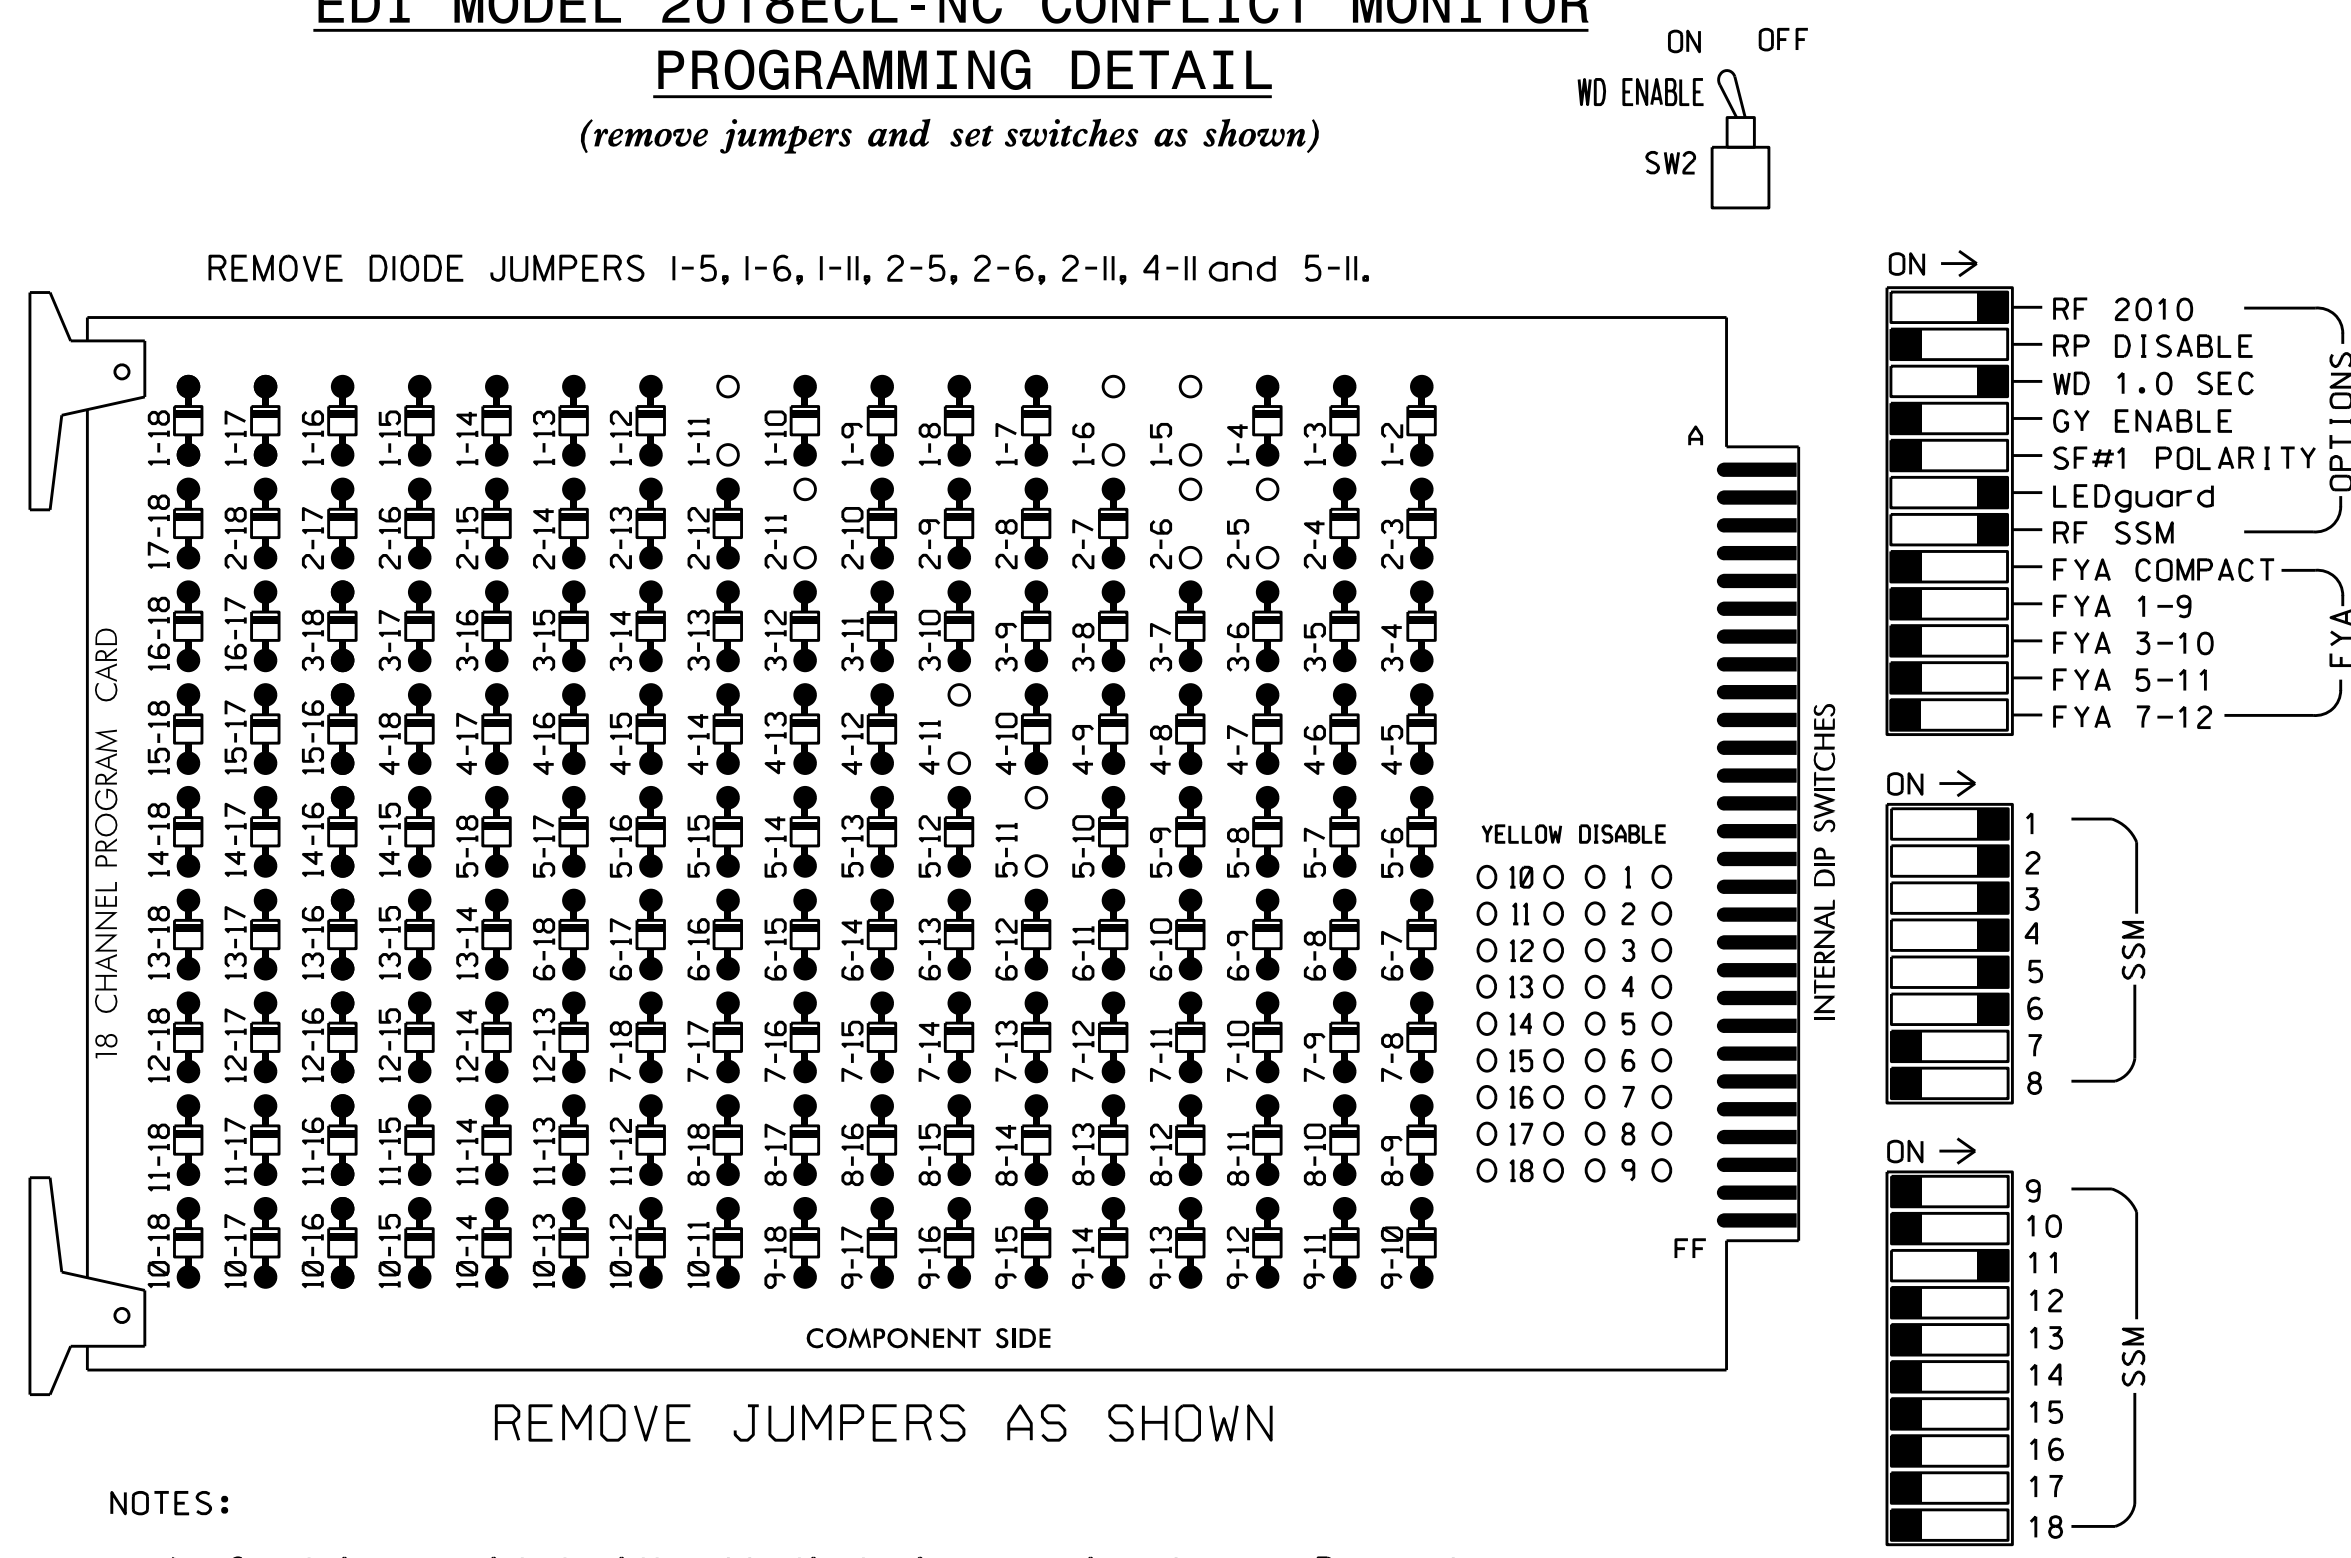 EDI MODEL 2018ECL-NC CONFLICT MONITOR
PROGRAMMING DETAIL
(remove jumpers and set switches as shown)
ON OFF
WD ENABLE
SW2
REMOVE DIODE JUMPERS 1-5, 1-6, 1-11, 2-5, 2-6, 2-11, 4-11 and 5-11.
18 CHANNEL PROGRAM CARD
1-18 1-17 1-16 1-15 1-14 1-13 1-12 1-11 1-10 1-9 1-8 1-7 1-6 1-5 1-4 1-3 1-2
17-18 2-18 2-17 2-16 2-15 2-14 2-13 2-12 2-11 2-10 2-9 2-8 2-7 2-6 2-5 2-4 2-3
16-18 16-17 3-18 3-17 3-16 3-15 3-14 3-13 3-12 3-11 3-10 3-9 3-8 3-7 3-6 3-5 3-4
15-18 15-17 15-16 4-18 4-17 4-16 4-15 4-14 4-13 4-12 4-11 4-10 4-9 4-8 4-7 4-6 4-5
14-18 14-17 14-16 14-15 5-18 5-17 5-16 5-15 5-14 5-13 5-12 5-11 5-10 5-9 5-8 5-7 5-6
13-18 13-17 13-16 13-15 13-14 6-18 6-17 6-16 6-15 6-14 6-13 6-12 6-11 6-10 6-9 6-8 6-7
12-18 12-17 12-16 12-15 12-14 12-13 7-18 7-17 7-16 7-15 7-14 7-13 7-12 7-11 7-10 7-9 7-8
11-18 11-17 11-16 11-15 11-14 11-13 11-12 8-18 8-17 8-16 8-15 8-14 8-13 8-12 8-11 8-10 8-9
10-18 10-17 10-16 10-15 10-14 10-13 10-12 10-11 9-18 9-17 9-16 9-15 9-14 9-13 9-12 9-11 9-10
A
YELLOW DISABLE
10 1
11 2
12 3
13 4
14 5
15 6
16 7
17 8
18 9
FF
COMPONENT SIDE
REMOVE JUMPERS AS SHOWN
NOTES:
INTERNAL DIP SWITCHES
ON
RF 2010
RP DISABLE
WD 1.0 SEC
GY ENABLE
SF#1 POLARITY
LEDguard
RF SSM
OPTIONS
FYA COMPACT
FYA 1-9
FYA 3-10
FYA 5-11
FYA 7-12
FYA
ON
1
2
3
4
5
6
7
8
SSM
ON
9
10
11
12
13
14
15
16
17
18
SSM